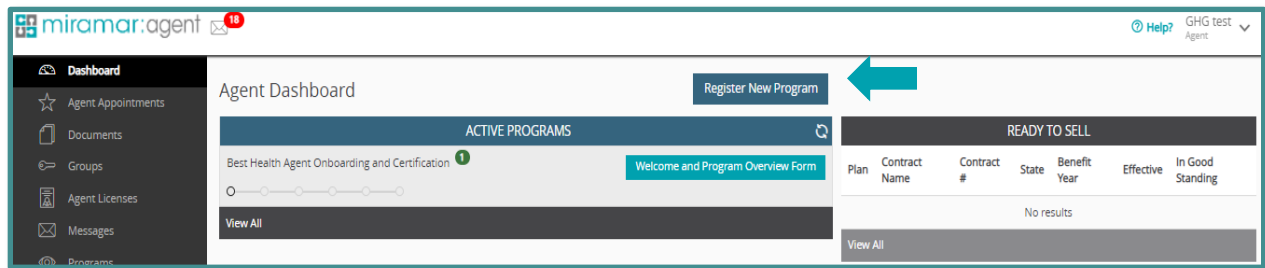 miramar:agent 18
Help?
GHG test
Agent
Dashboard
Agent Appointments
Documents
Groups
Agent Licenses
Messages
Programs
Agent Dashboard
Register New Program
ACTIVE PROGRAMS
Best Health Agent Onboarding and Certification 1
Welcome and Program Overview Form
View All
READY TO SELL
Plan Contract Name Contract # State Benefit Year Effective In Good Standing
No results
View All